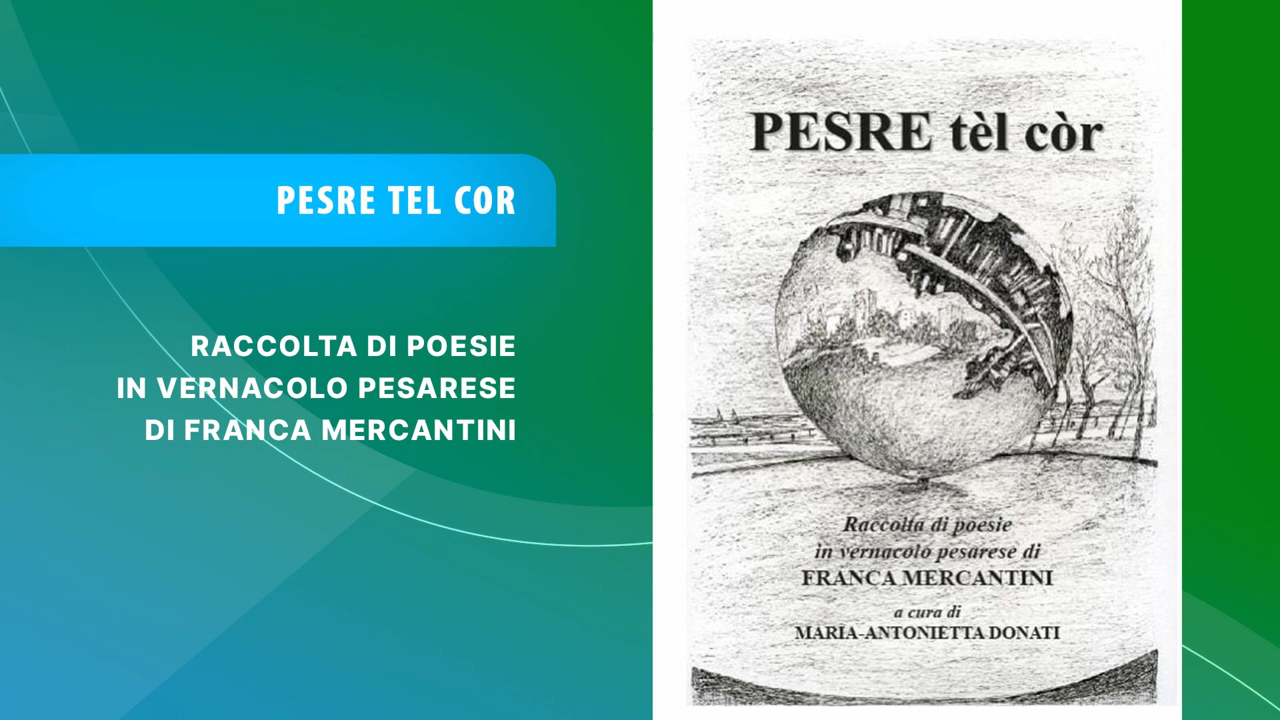 PESRE TEL COR
RACCOLTA DI POESIE
IN VERNACOLO PESARESE
DI FRANCA MERCANTINI
PESRE tèl còr
Raccolta di poesie
in vernacolo pesarese di
FRANCA MERCANTINI
a cura di
MARIA-ANTONIETTA DONATI